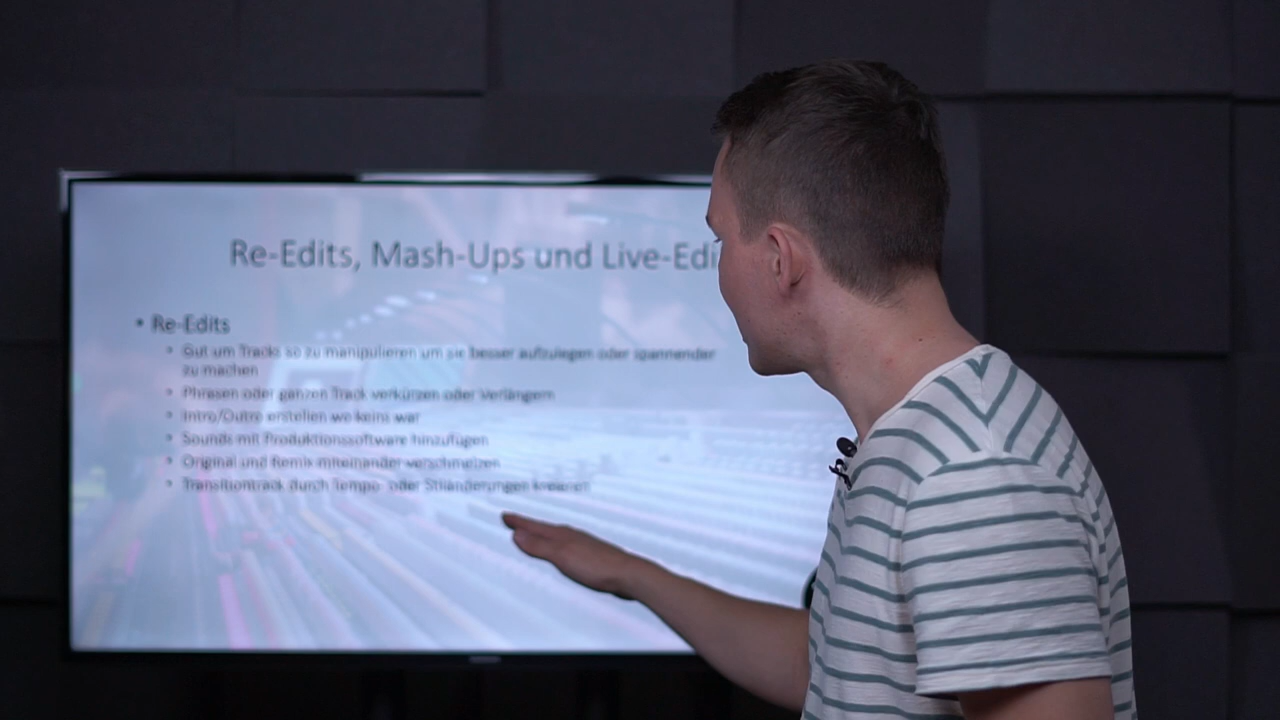 Re-Edits, Mash-Ups und Live-Edi
• Re-Edits
• Gut um Tracks so zu manipulieren um sie besser aufzulegen oder spannender
zu machen
• Phrasen oder ganzen Track verkürzen oder Verlängern
• Intro/Outro erstellen wo keins war
• Sounds mit Produktionssoftware hinzufügen
• Original und Remix miteinander verschmelzen
• Transitiontrack durch Tempo- oder Stiländerungen kreieren